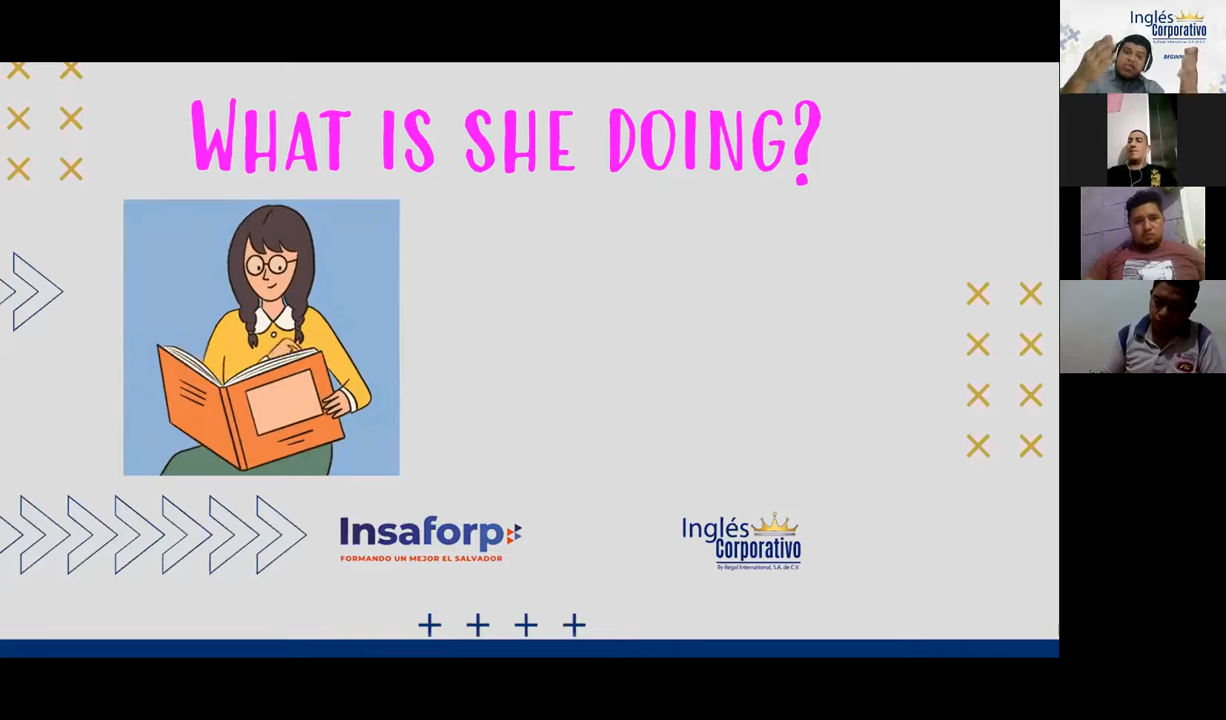 WHAT IS SHE DOING?
Insaforp
FORMANDO UN MEJOR EL SALVADOR
Inglés
Corporativo
By Regal International, S.A. de C.V.
Inglés
Corporativo